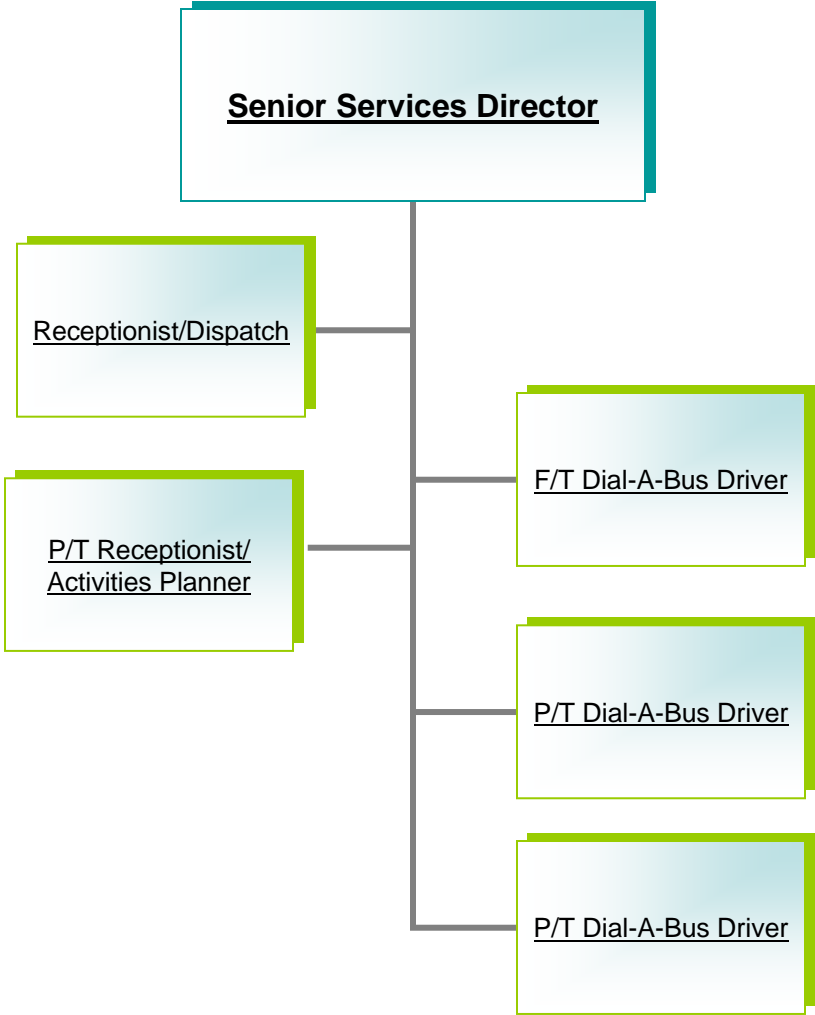 Senior Services Director
Receptionist/Dispatch
P/T Receptionist/
Activities Planner
F/T Dial-A-Bus Driver
P/T Dial-A-Bus Driver
P/T Dial-A-Bus Driver